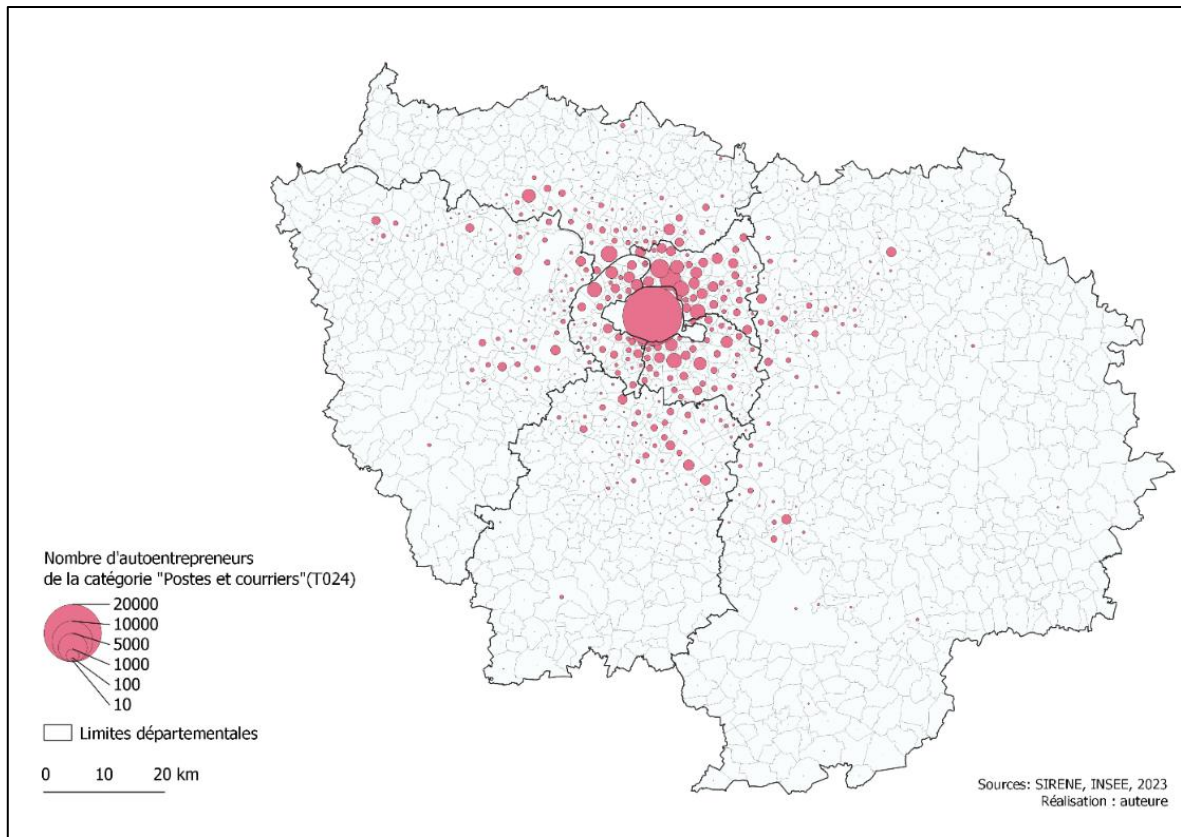 Nombre d'autoentrepreneurs
de la catégorie "Postes et courriers"(T024)
20000
10000
5000
1000
100
10
Limites départementales
0 10 20 km
Sources: SIRENE, INSEE, 2023
Réalisation : auteure